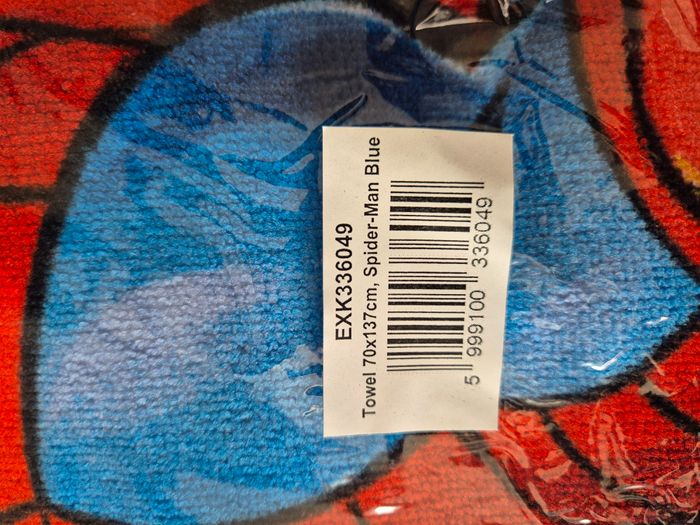 EXK336049
Towel 70x137cm, Spider-Man Blue
5 999100 336049